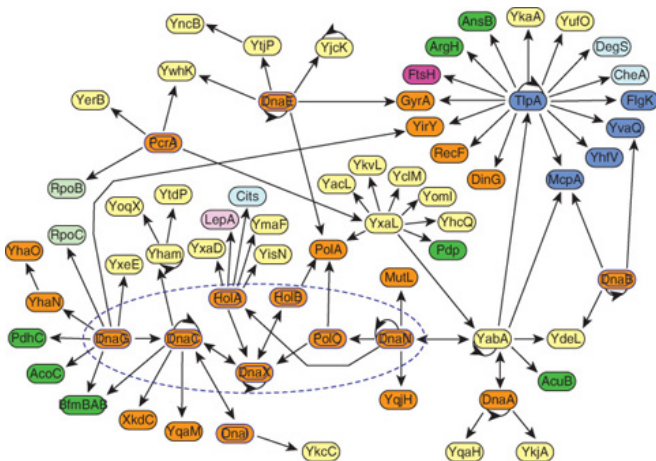 YncB
YtjP
YjcK
AnsB
YkaA
YufO
ArgH
DegS
YwhK
FtsH
CheA
YerB
DnaE
GyrA
TlpA
FlgK
PcrA
YirY
YvaQ
RecF
YhfV
RpoB
YkvL
DinG
McpA
YtdP
YacL
YclM
YoqX
Cits
YomI
LepA
YxaL
YhcQ
RpoC
YmaF
YhaO
Yham
YxaD
PolA
Pdp
YxeE
YisN
YhaN
HolA
HolB
MutL
DnaB
PdhC
DnaG
DnaC
PolC
DnaN
YabA
YdeL
AcoC
DnaX
AcuB
BfmBAB
XkdC
YqaM
DnaI
YqjH
DnaA
YkcC
YqaH
YkjA